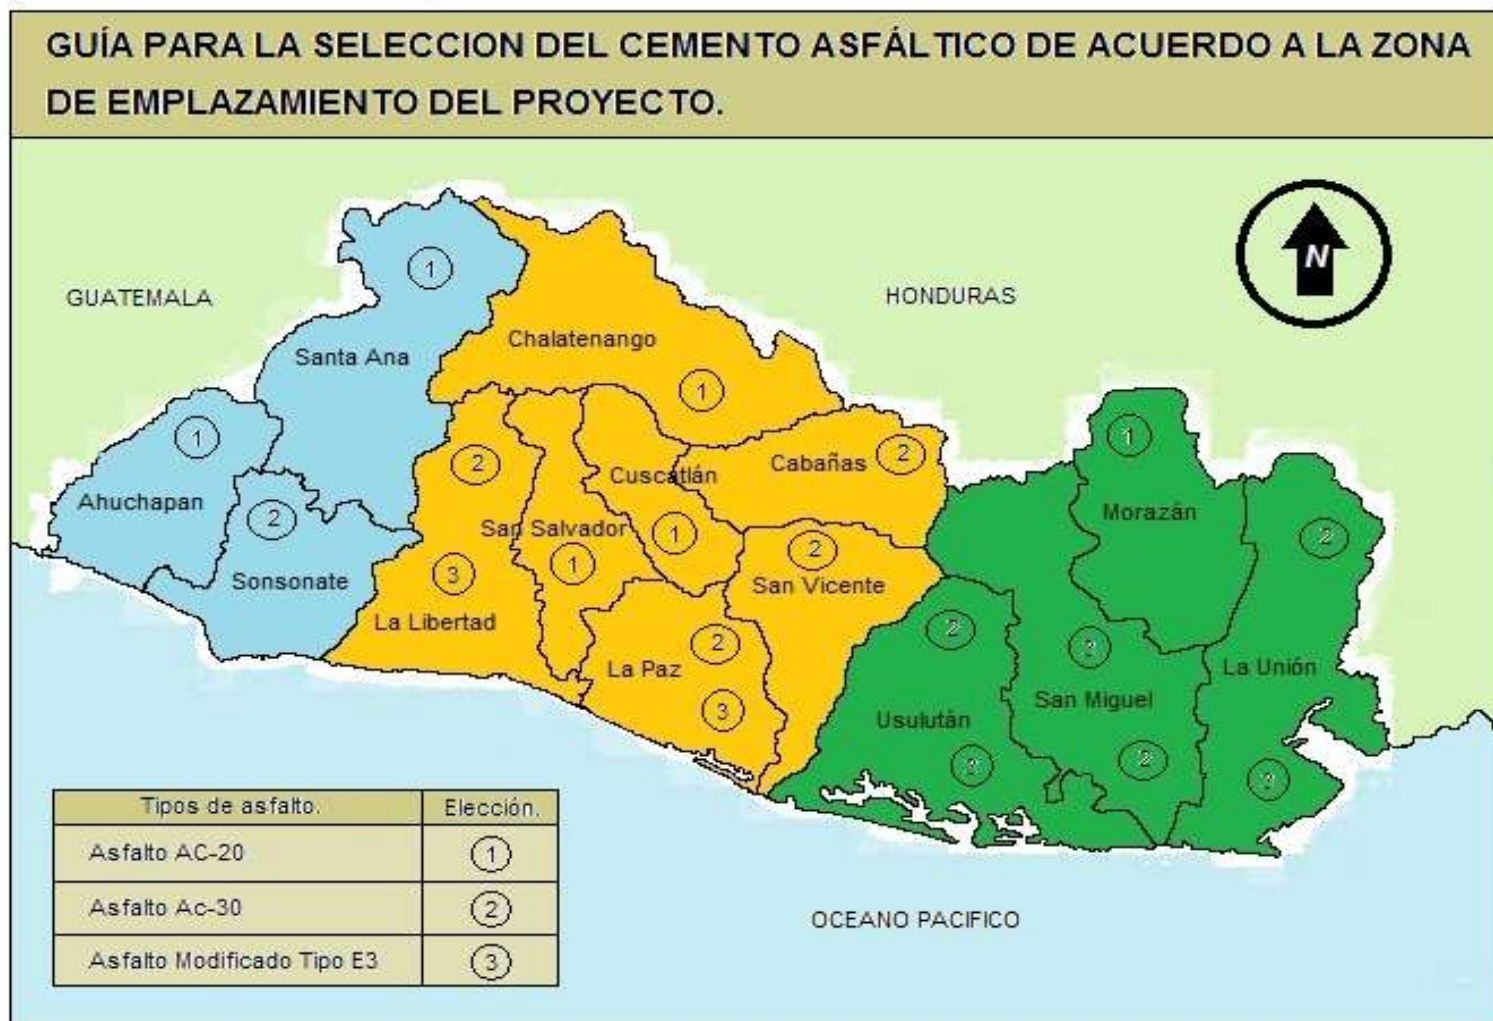 GUÍA PARA LA SELECCION DEL CEMENTO ASFÁLTICO DE ACUERDO A LA ZONA
DE EMPLAZAMIENTO DEL PROYECTO.
N
1
GUATEMALA
HONDURAS
Chalatenango
Santa Ana
1
1
1
2
2
Cabañas
2
Cuscatlán
Ahuchapan
Morazán
2
San Salvador
1
2
2
3
1
Sonsonate
San Vicente
La Libertad
2
2
La Paz
La Unión
San Miguel
3
Usulután
2
Tipos de asfalto.
Elección.
Asfalto AC-20
1
Asfalto Ac-30
2
OCEANO PACIFICO
Asfalto Modificado Tipo E3
3